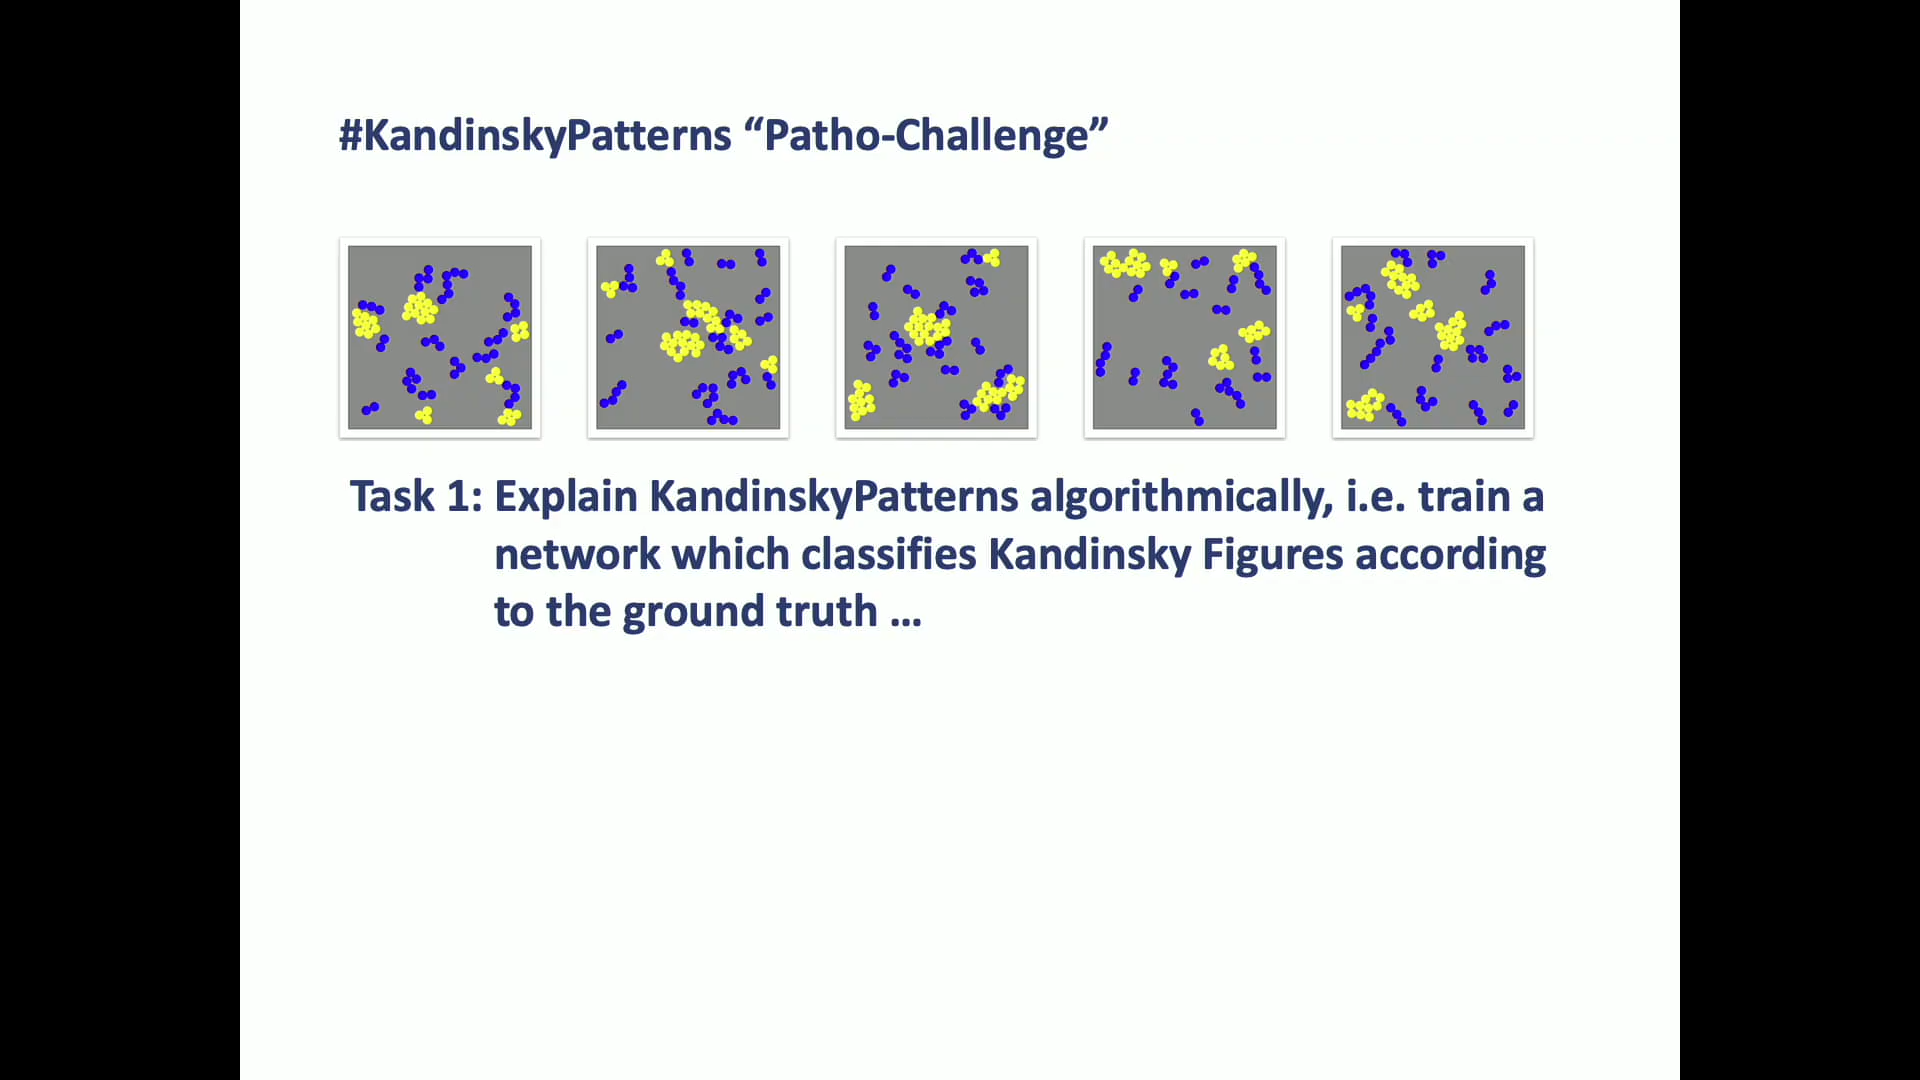 #KandinskyPatterns “Patho-Challenge”
Task 1: Explain KandinskyPatterns algorithmically, i.e. train a
network which classifies Kandinsky Figures according
to the ground truth ...